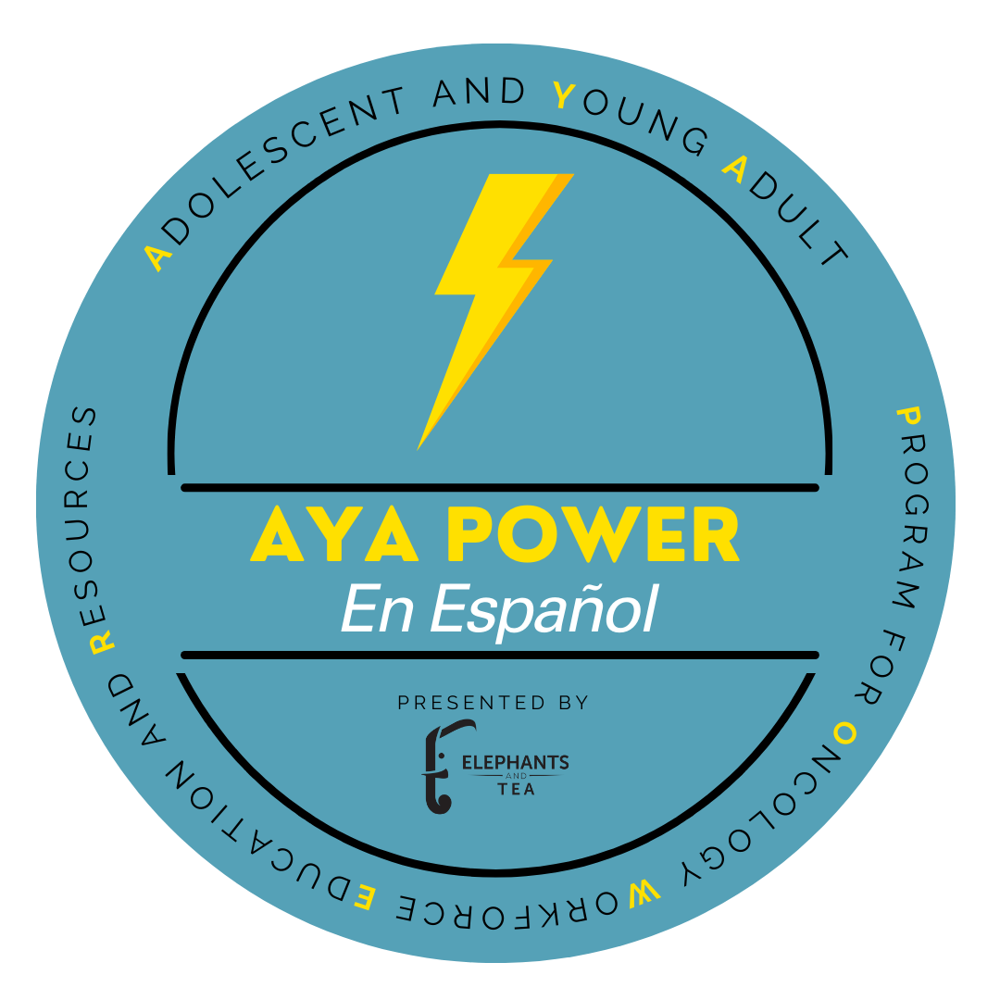 ADOLESCENT AND YOUNG ADULT
PROGRAM FOR ONCOLOGY WORKFORCE EDUCATION AND RESOURCES
AYA POWER
En Español
PRESENTED BY
ELEPHANTS
AND
TEA